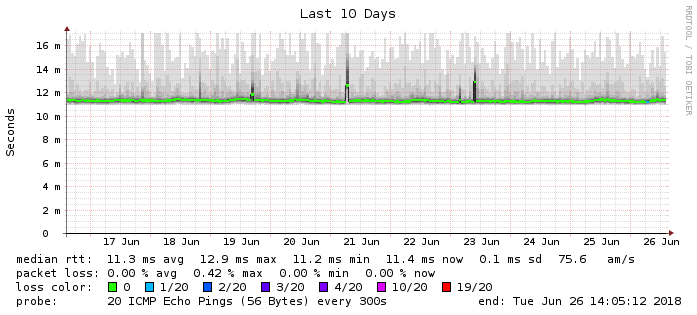 Last 10 Days
RRDTOOL / TOBI OETIKER
Seconds
16 m
14 m
12 m
10 m
8 m
6 m
4 m
2 m
0
17 Jun 18 Jun 19 Jun 20 Jun 21 Jun 22 Jun 23 Jun 24 Jun 25 Jun 26 Jun
median rtt: 11.3 ms avg 12.9 ms max 11.2 ms min 11.4 ms now 0.1 ms sd 75.6 am/s
packet loss: 0.00 % avg 0.42 % max 0.00 % min 0.00 % now
loss color: 0 1/20 2/20 3/20 4/20 10/20 19/20
probe: 20 ICMP Echo Pings (56 Bytes) every 300s end: Tue Jun 26 14:05:12 2018